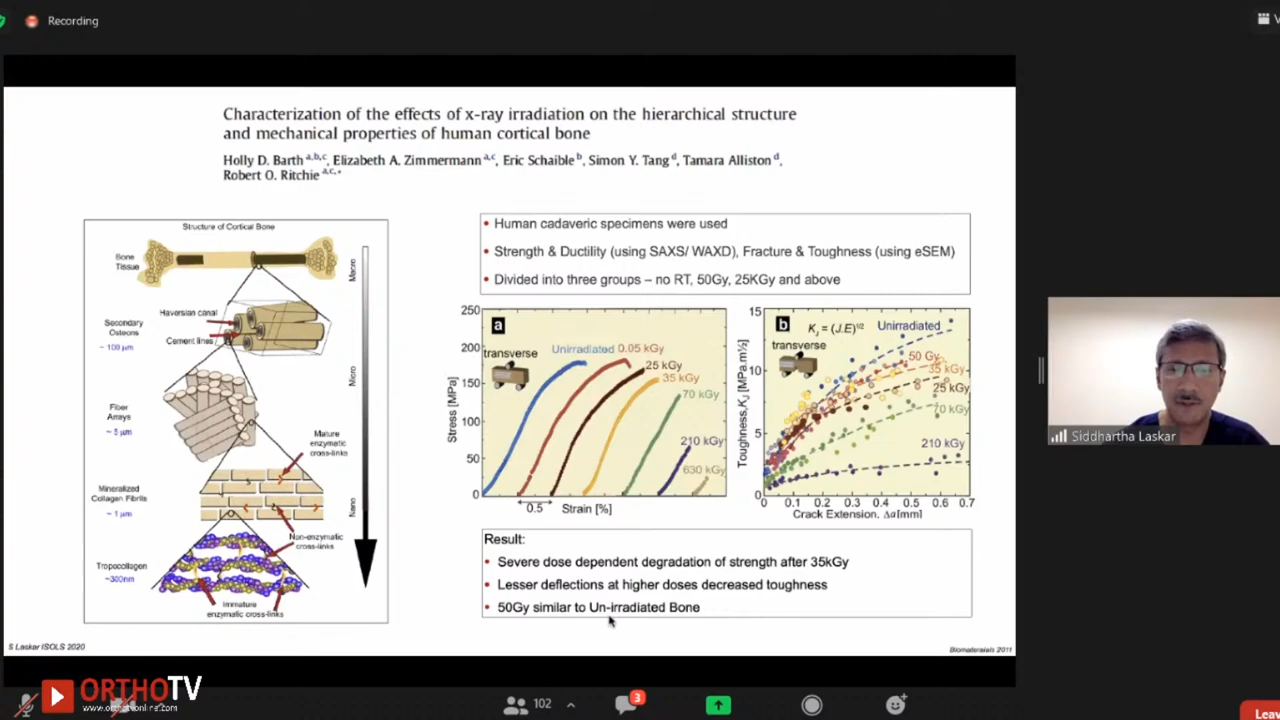 Recording
V
Characterization of the effects of x-ray irradiation on the hierarchical structure
and mechanical properties of human cortical bone
Holly D. Barth a,b,c, Elizabeth A. Zimmermann a,c, Eric Schaible b, Simon Y. Tang d, Tamara Alliston d,
Robert O. Ritchie a,c,*
Structure of Cortical Bone
Bone
Tissue
Macro
Haversian canal
Secondary
Osteons
Cement lines
~ 100 μm
Micro
Fiber
Arrays
~ 5 μm
Mature
enzymatic
cross-links
Mineralized
Collagen Fibrils
~ 1 μm
Nano
Non-enzymatic
cross-links
Tropocollagen
~300nm
Immature
enzymatic cross-links
• Human cadaveric specimens were used
• Strength & Ductility (using SAXS/ WAXD), Fracture & Toughness (using eSEM)
• Divided into three groups – no RT, 50Gy, 25KGy and above
250
200
150
100
50
0
Stress [MPa]
a
transverse
Unirradiated
0.05 kGy
25 kGy
35 kGy
70 kGy
210 kGy
630 kGy
0.5
Strain [%]
15
10
5
0
Toughness, KJ [MPa.m½]
b
KJ = (J.E)1/2
transverse
Unirradiated
50 Gy
35 kGy
25 kGy
70 kGy
210 kGy
0 0.1 0.2 0.3 0.4 0.5 0.6 0.7
Crack Extension, Δa[mm]
Result:
• Severe dose dependent degradation of strength after 35kGy
• Lesser deflections at higher doses decreased toughness
• 50Gy similar to Un-irradiated Bone
S Laskar ISOLS 2020
Biomaterials 2011
Siddhartha Laskar
ORTHOTV
www.orthotvonline.com
102
3
Leav